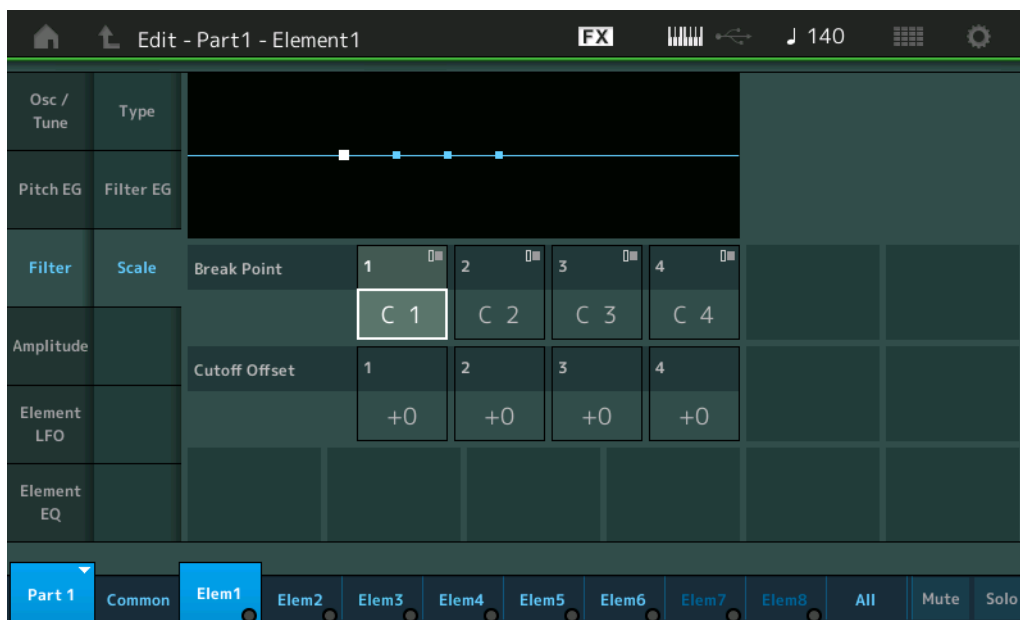 Edit - Part1 - Element1 FX 140
Osc / Tune
Type
Pitch EG
Filter EG
Filter
Scale
Break Point 1 2 3 4
C 1 C 2 C 3 C 4
Amplitude
Cutoff Offset 1 2 3 4
+0 +0 +0 +0
Element LFO
Element EQ
Part 1 Common Elem1 Elem2 Elem3 Elem4 Elem5 Elem6 Elem7 Elem8 All Mute Solo